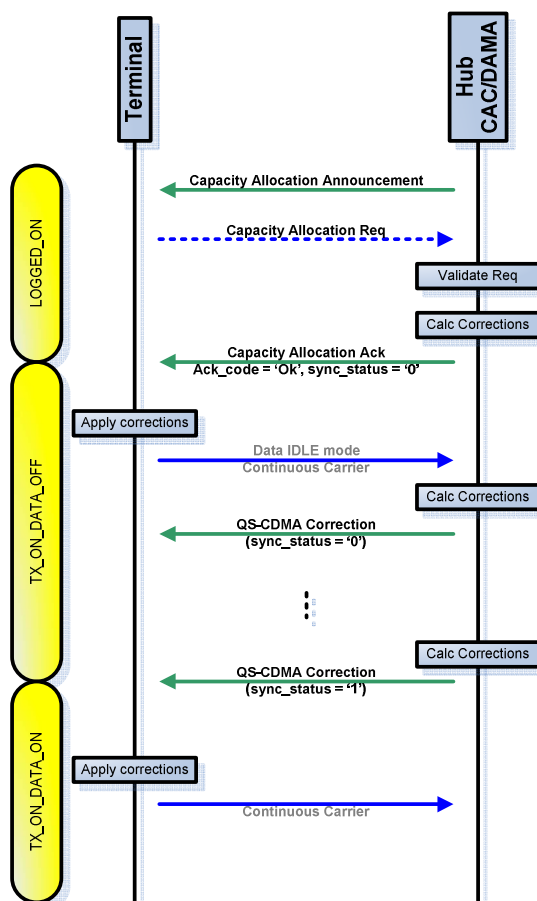 Terminal
Hub
CAC/DAMA
Capacity Allocation Announcement
LOGGED_ON
Capacity Allocation Req
Validate Req
Calc Corrections
Capacity Allocation Ack
Ack_code = ‘Ok’, sync_status = ‘0’
Apply corrections
Data IDLE mode
Continuous Carrier
TX_ON_DATA_OFF
Calc Corrections
QS-CDMA Correction
(sync_status = ‘0’)
Calc Corrections
QS-CDMA Correction
(sync_status = ‘1’)
TX_ON_DATA_ON
Apply corrections
Continuous Carrier